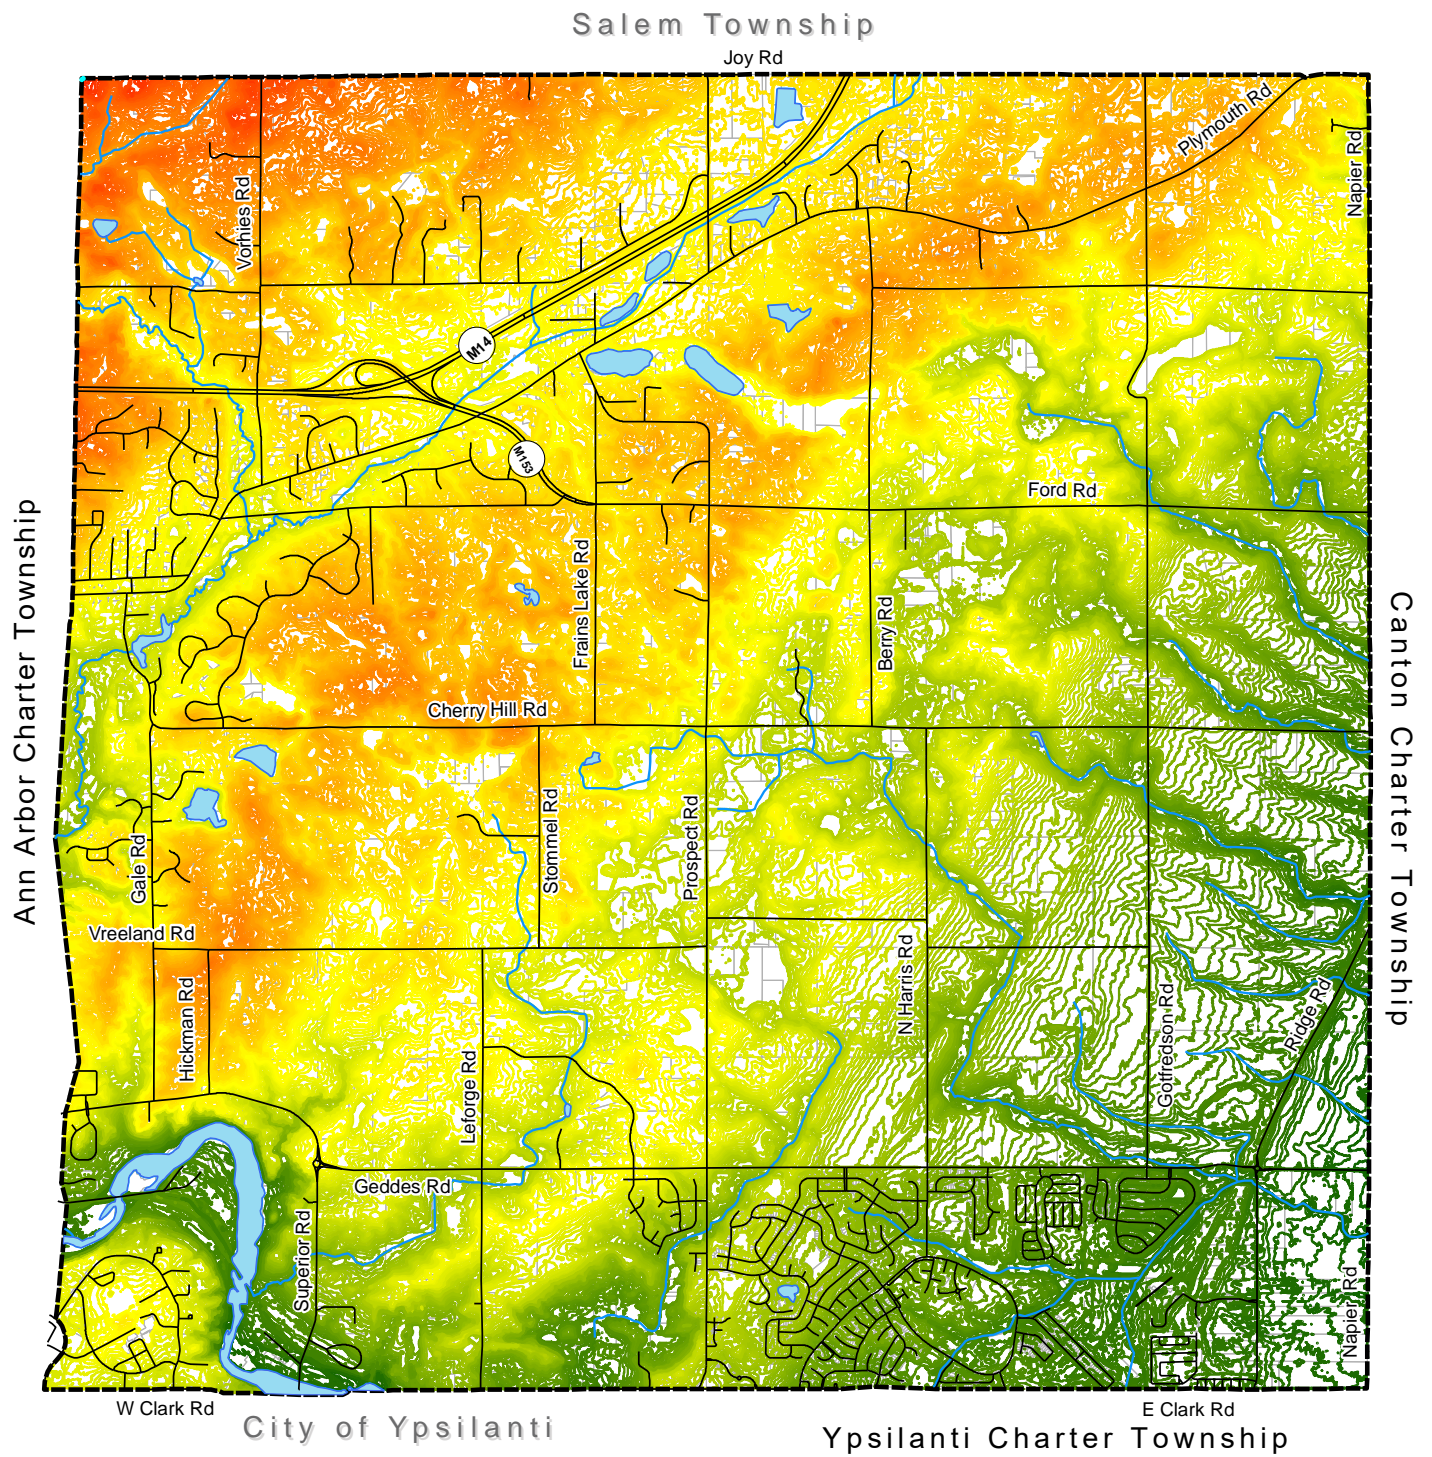 Salem Township
Joy Rd
Plymouth Rd
Napier Rd
Vorhies Rd
M14
M153
Ford Rd
Ann Arbor Charter Township
Canton Charter Township
Frains Lake Rd
Berry Rd
Cherry Hill Rd
Stommel Rd
Prospect Rd
Gale Rd
Vreeland Rd
N Harris Rd
Hickman Rd
Gotfredson Rd
Ridge Rd
Leforge Rd
Geddes Rd
Superior Rd
Napier Rd
W Clark Rd
E Clark Rd
City of Ypsilanti
Ypsilanti Charter Township